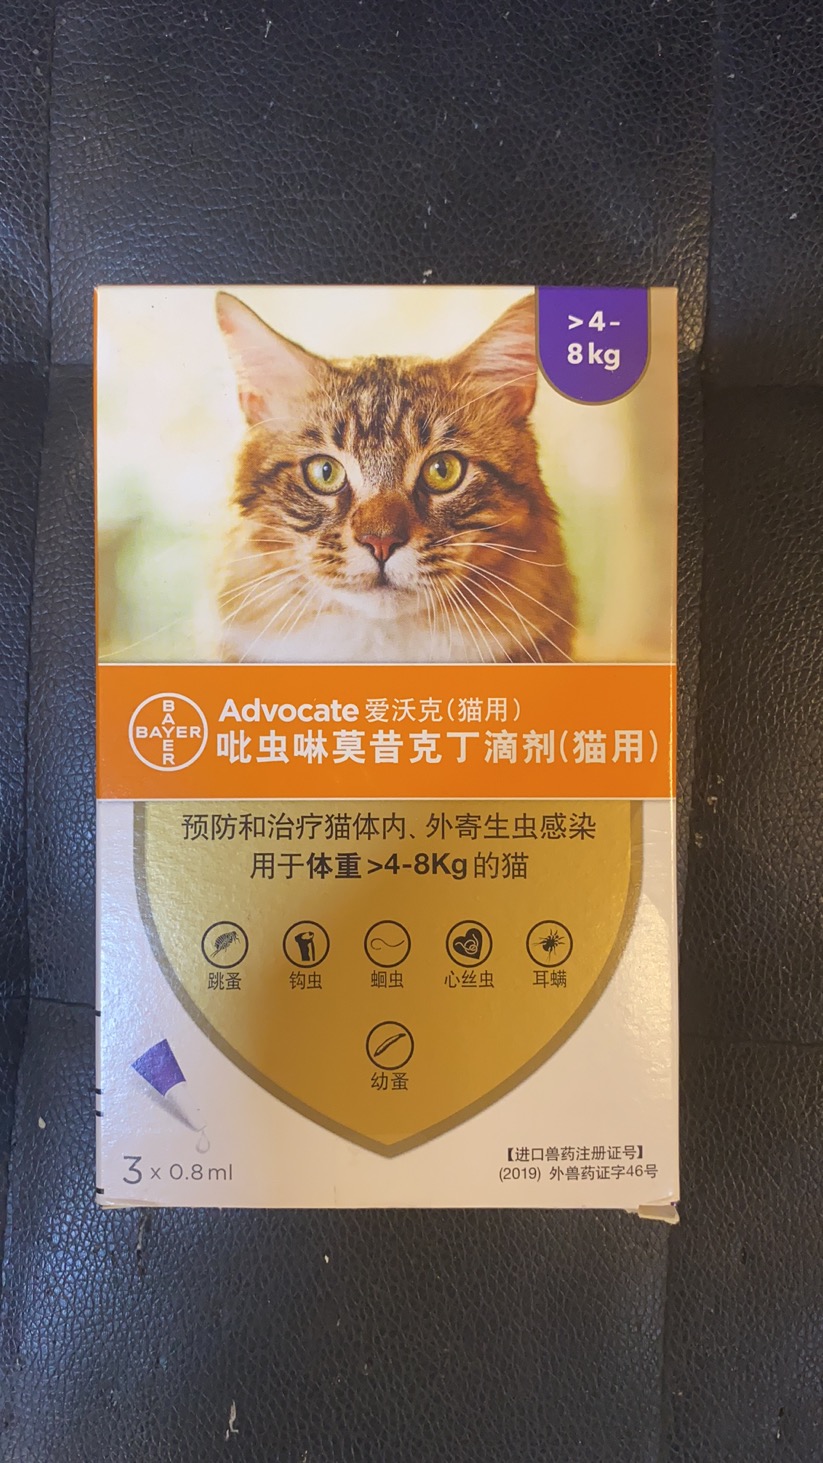 >4-
8kg
BAYER
BAYER
Advocate 爱沃克(猫用)
吡虫啉莫昔克丁滴剂(猫用)
预防和治疗猫体内、外寄生虫感染
用于体重>4-8Kg的猫
跳蚤 钩虫 蛔虫 心丝虫 耳螨
幼蚤
3 x 0.8ml
【进口兽药注册证号】
(2019) 外兽药证字46号